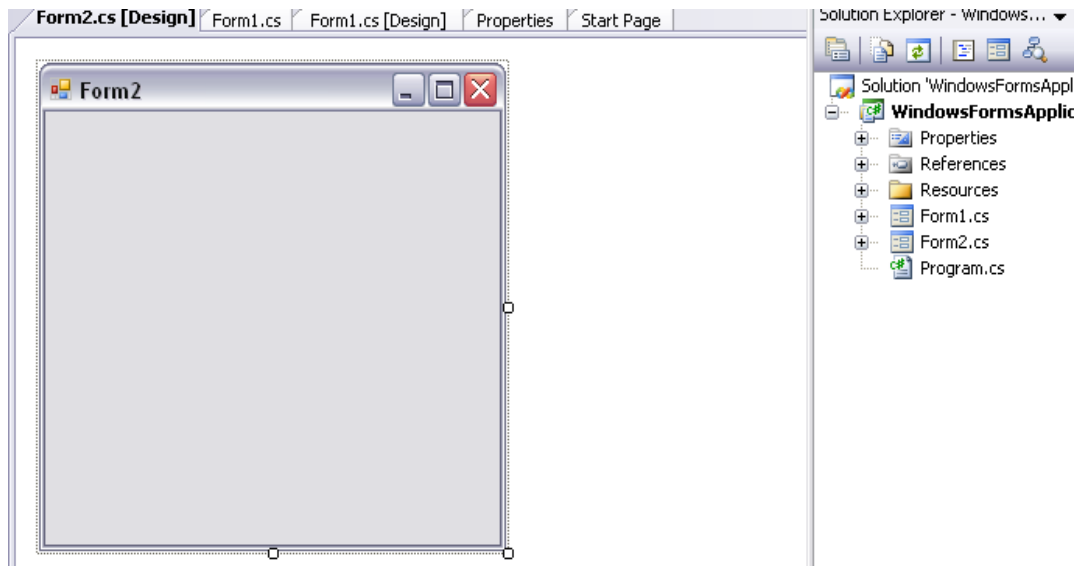 Form2.cs [Design] Form1.cs Form1.cs [Design] Properties Start Page
Form2
Solution Explorer - Windows...
Solution 'WindowsFormsAppl
WindowsFormsApplic
Properties
References
Resources
Form1.cs
Form2.cs
Program.cs